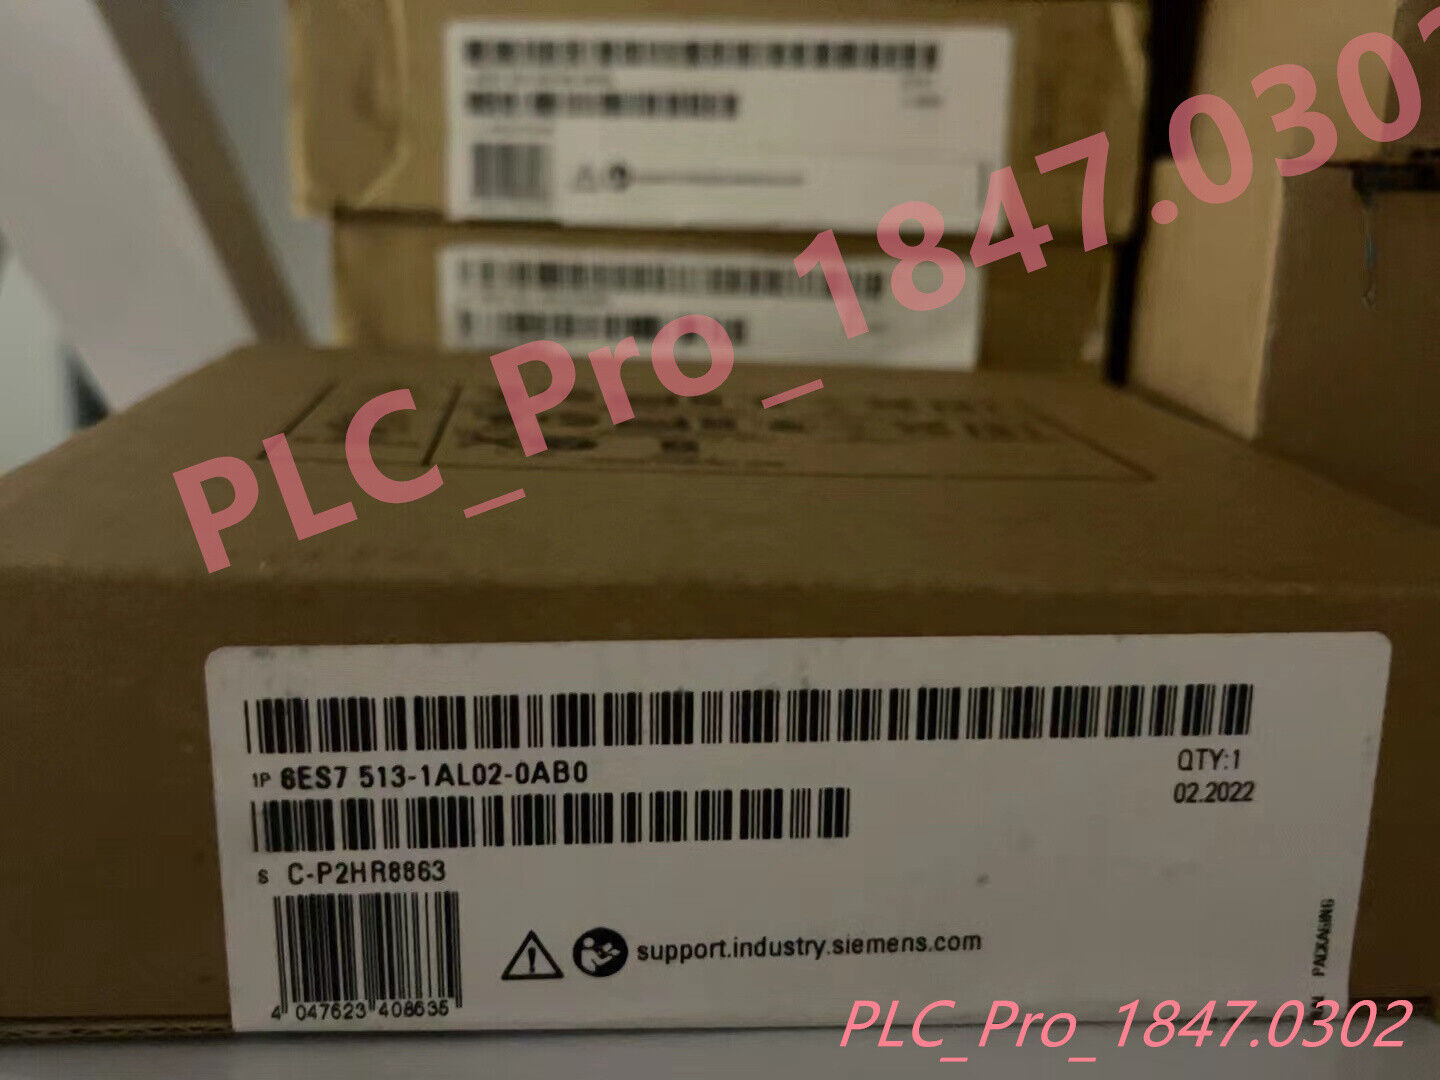 PLC_Pro_1847.0302
1P 6ES7 513-1AL02-0AB0
QTY:1
02.2022
S C-P2HR8863
support.industry.siemens.com
4 047623 408635
PACKAGING
PLC_Pro_1847.0302